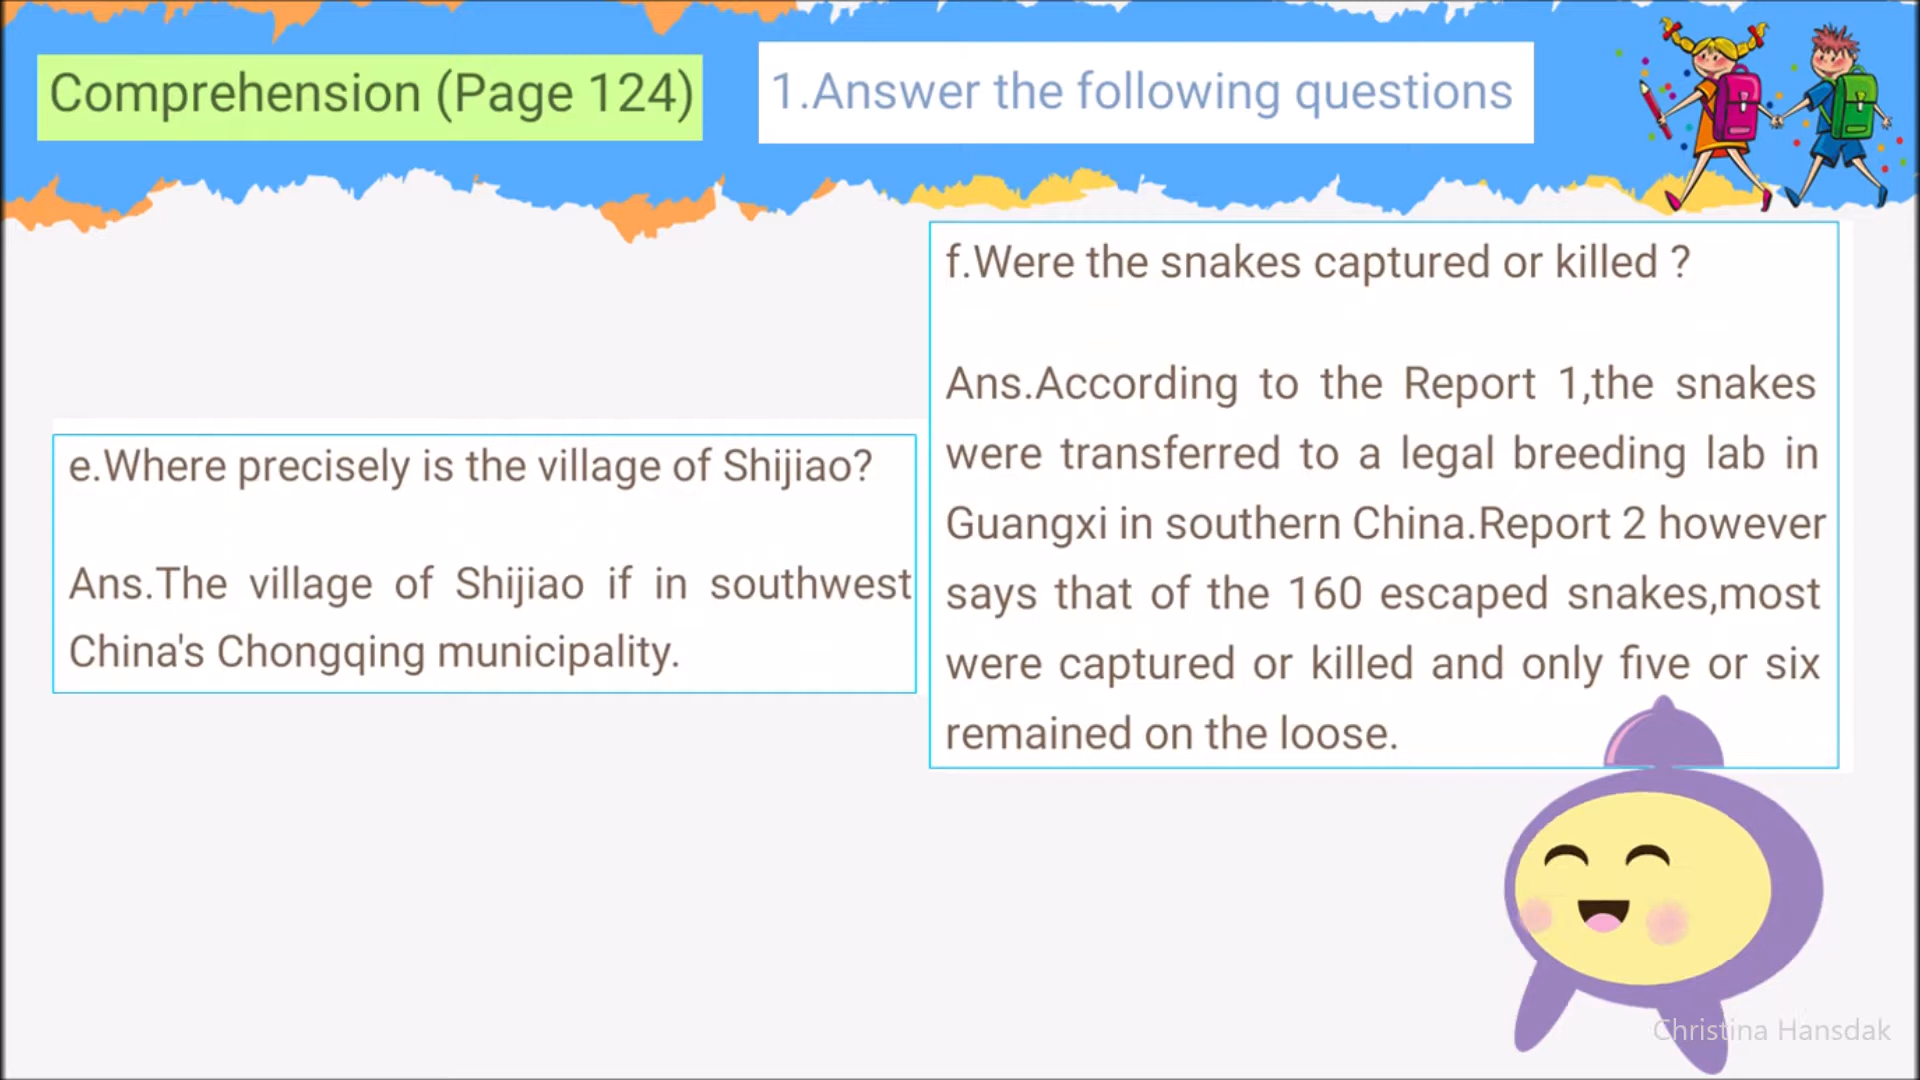 Comprehension (Page 124)
1.Answer the following questions
e.Where precisely is the village of Shijiao?
Ans.The village of Shijiao if in southwest
China's Chongqing municipality.
f.Were the snakes captured or killed ?
Ans.According to the Report 1,the snakes
were transferred to a legal breeding lab in
Guangxi in southern China.Report 2 however
says that of the 160 escaped snakes,most
were captured or killed and only five or six
remained on the loose.
Christina Hansdak